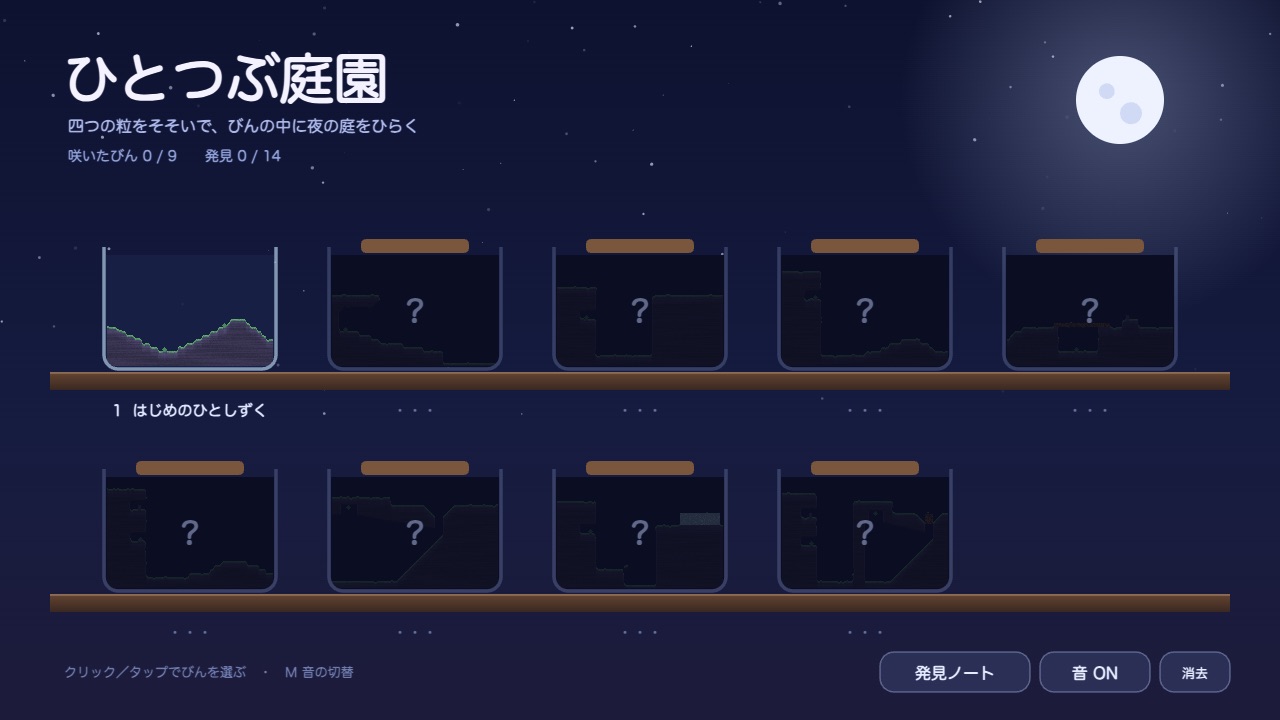 ひとつぶ庭園
四つの粒をそそいで、びんの中に夜の庭をひらく
咲いたびん 0 / 9　発見 0 / 14
? ? ? ?
1 はじめのひとしずく ・・・ ・・・ ・・・ ・・・
? ? ? ?
・・・ ・・・ ・・・ ・・・
クリック／タップでびんを選ぶ　・　M 音の切替
発見ノート 音 ON 消去